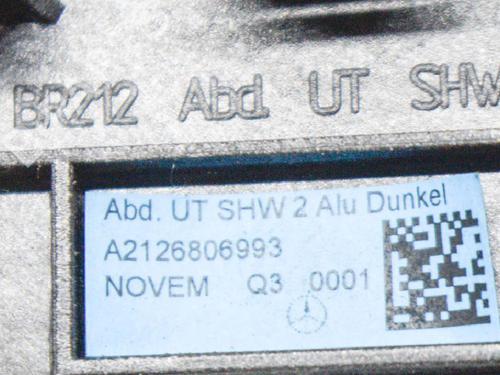 BR212 Abd. UT SHW
Abd. UT SHW 2 Alu Dunkel
A2126806993
NOVEM Q3 0001